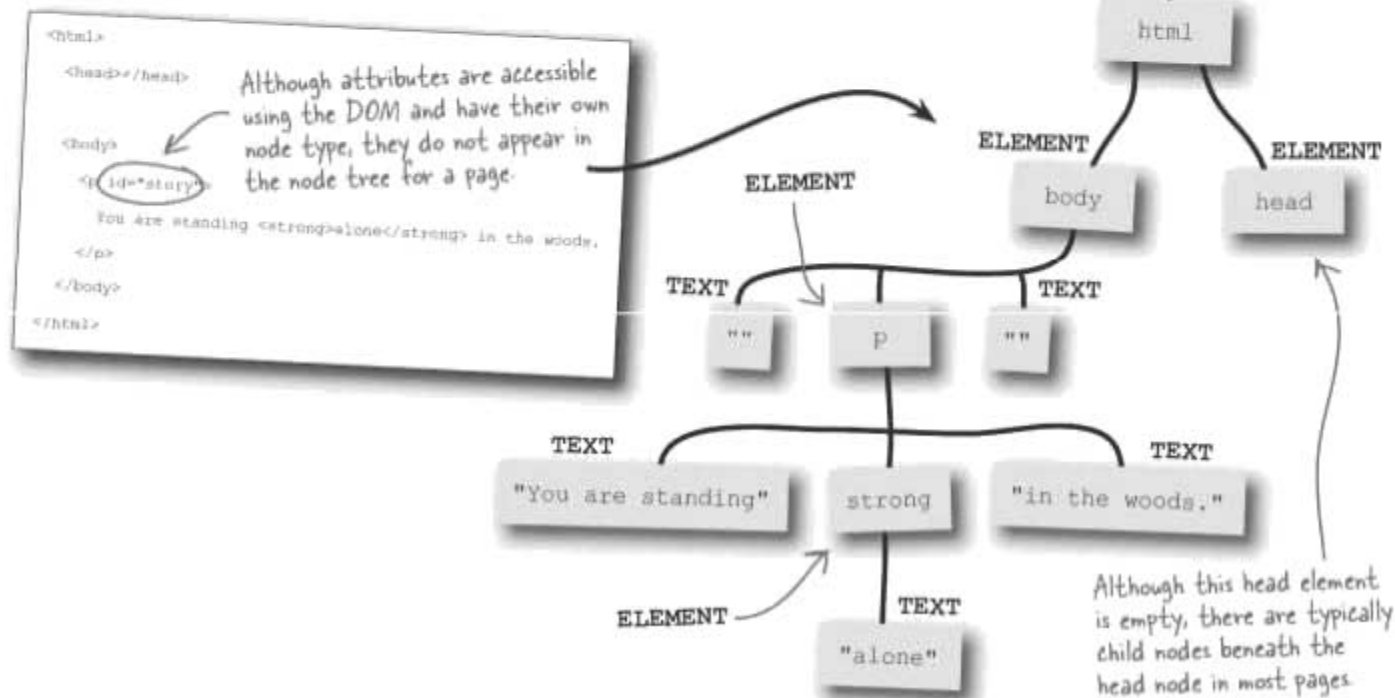 <html>
<head></head>
<body>
<p id="story">
You are standing <strong>alone</strong> in the woods.
</p>
</body>
</html>
Although attributes are accessible
using the DOM and have their own
node type, they do not appear in
the node tree for a page.
html
ELEMENT
ELEMENT
body
head
ELEMENT
TEXT
TEXT
""
p
""
TEXT
TEXT
"You are standing"
strong
"in the woods."
ELEMENT
TEXT
"alone"
Although this head element
is empty, there are typically
child nodes beneath the
head node in most pages.